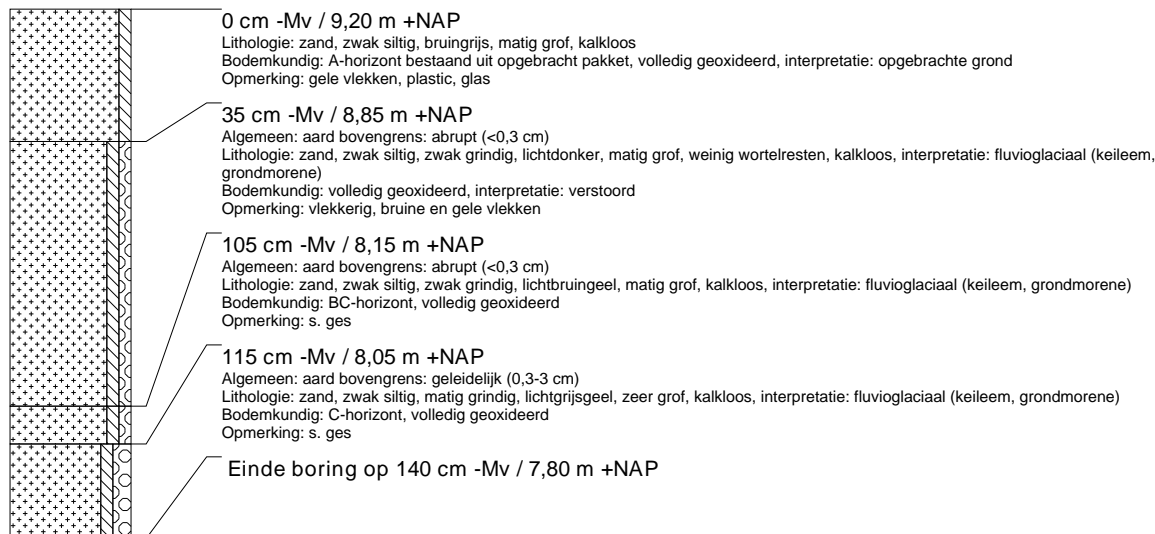 0 cm -Mv / 9,20 m +NAP
Lithologie: zand, zwak siltig, bruingrijs, matig grof, kalkloos
Bodemkundig: A-horizont bestaand uit opgebracht pakket, volledig geoxideerd, interpretatie: opgebrachte grond
Opmerking: gele vlekken, plastic, glas
35 cm -Mv / 8,85 m +NAP
Algemeen: aard bovengrens: abrupt (<0,3 cm)
Lithologie: zand, zwak siltig, zwak grindig, lichtdonker, matig grof, weinig wortelresten, kalkloos, interpretatie: fluvioglaciaal (keileem,
grondmorene)
Bodemkundig: volledig geoxideerd, interpretatie: verstoord
Opmerking: vlekkerig, bruine en gele vlekken
105 cm -Mv / 8,15 m +NAP
Algemeen: aard bovengrens: abrupt (<0,3 cm)
Lithologie: zand, zwak siltig, zwak grindig, lichtbruingeel, matig grof, kalkloos, interpretatie: fluvioglaciaal (keileem, grondmorene)
Bodemkundig: BC-horizont, volledig geoxideerd
Opmerking: s. ges
115 cm -Mv / 8,05 m +NAP
Algemeen: aard bovengrens: geleidelijk (0,3-3 cm)
Lithologie: zand, zwak siltig, matig grindig, lichtgrijsgeel, zeer grof, kalkloos, interpretatie: fluvioglaciaal (keileem, grondmorene)
Bodemkundig: C-horizont, volledig geoxideerd
Opmerking: s. ges
Einde boring op 140 cm -Mv / 7,80 m +NAP